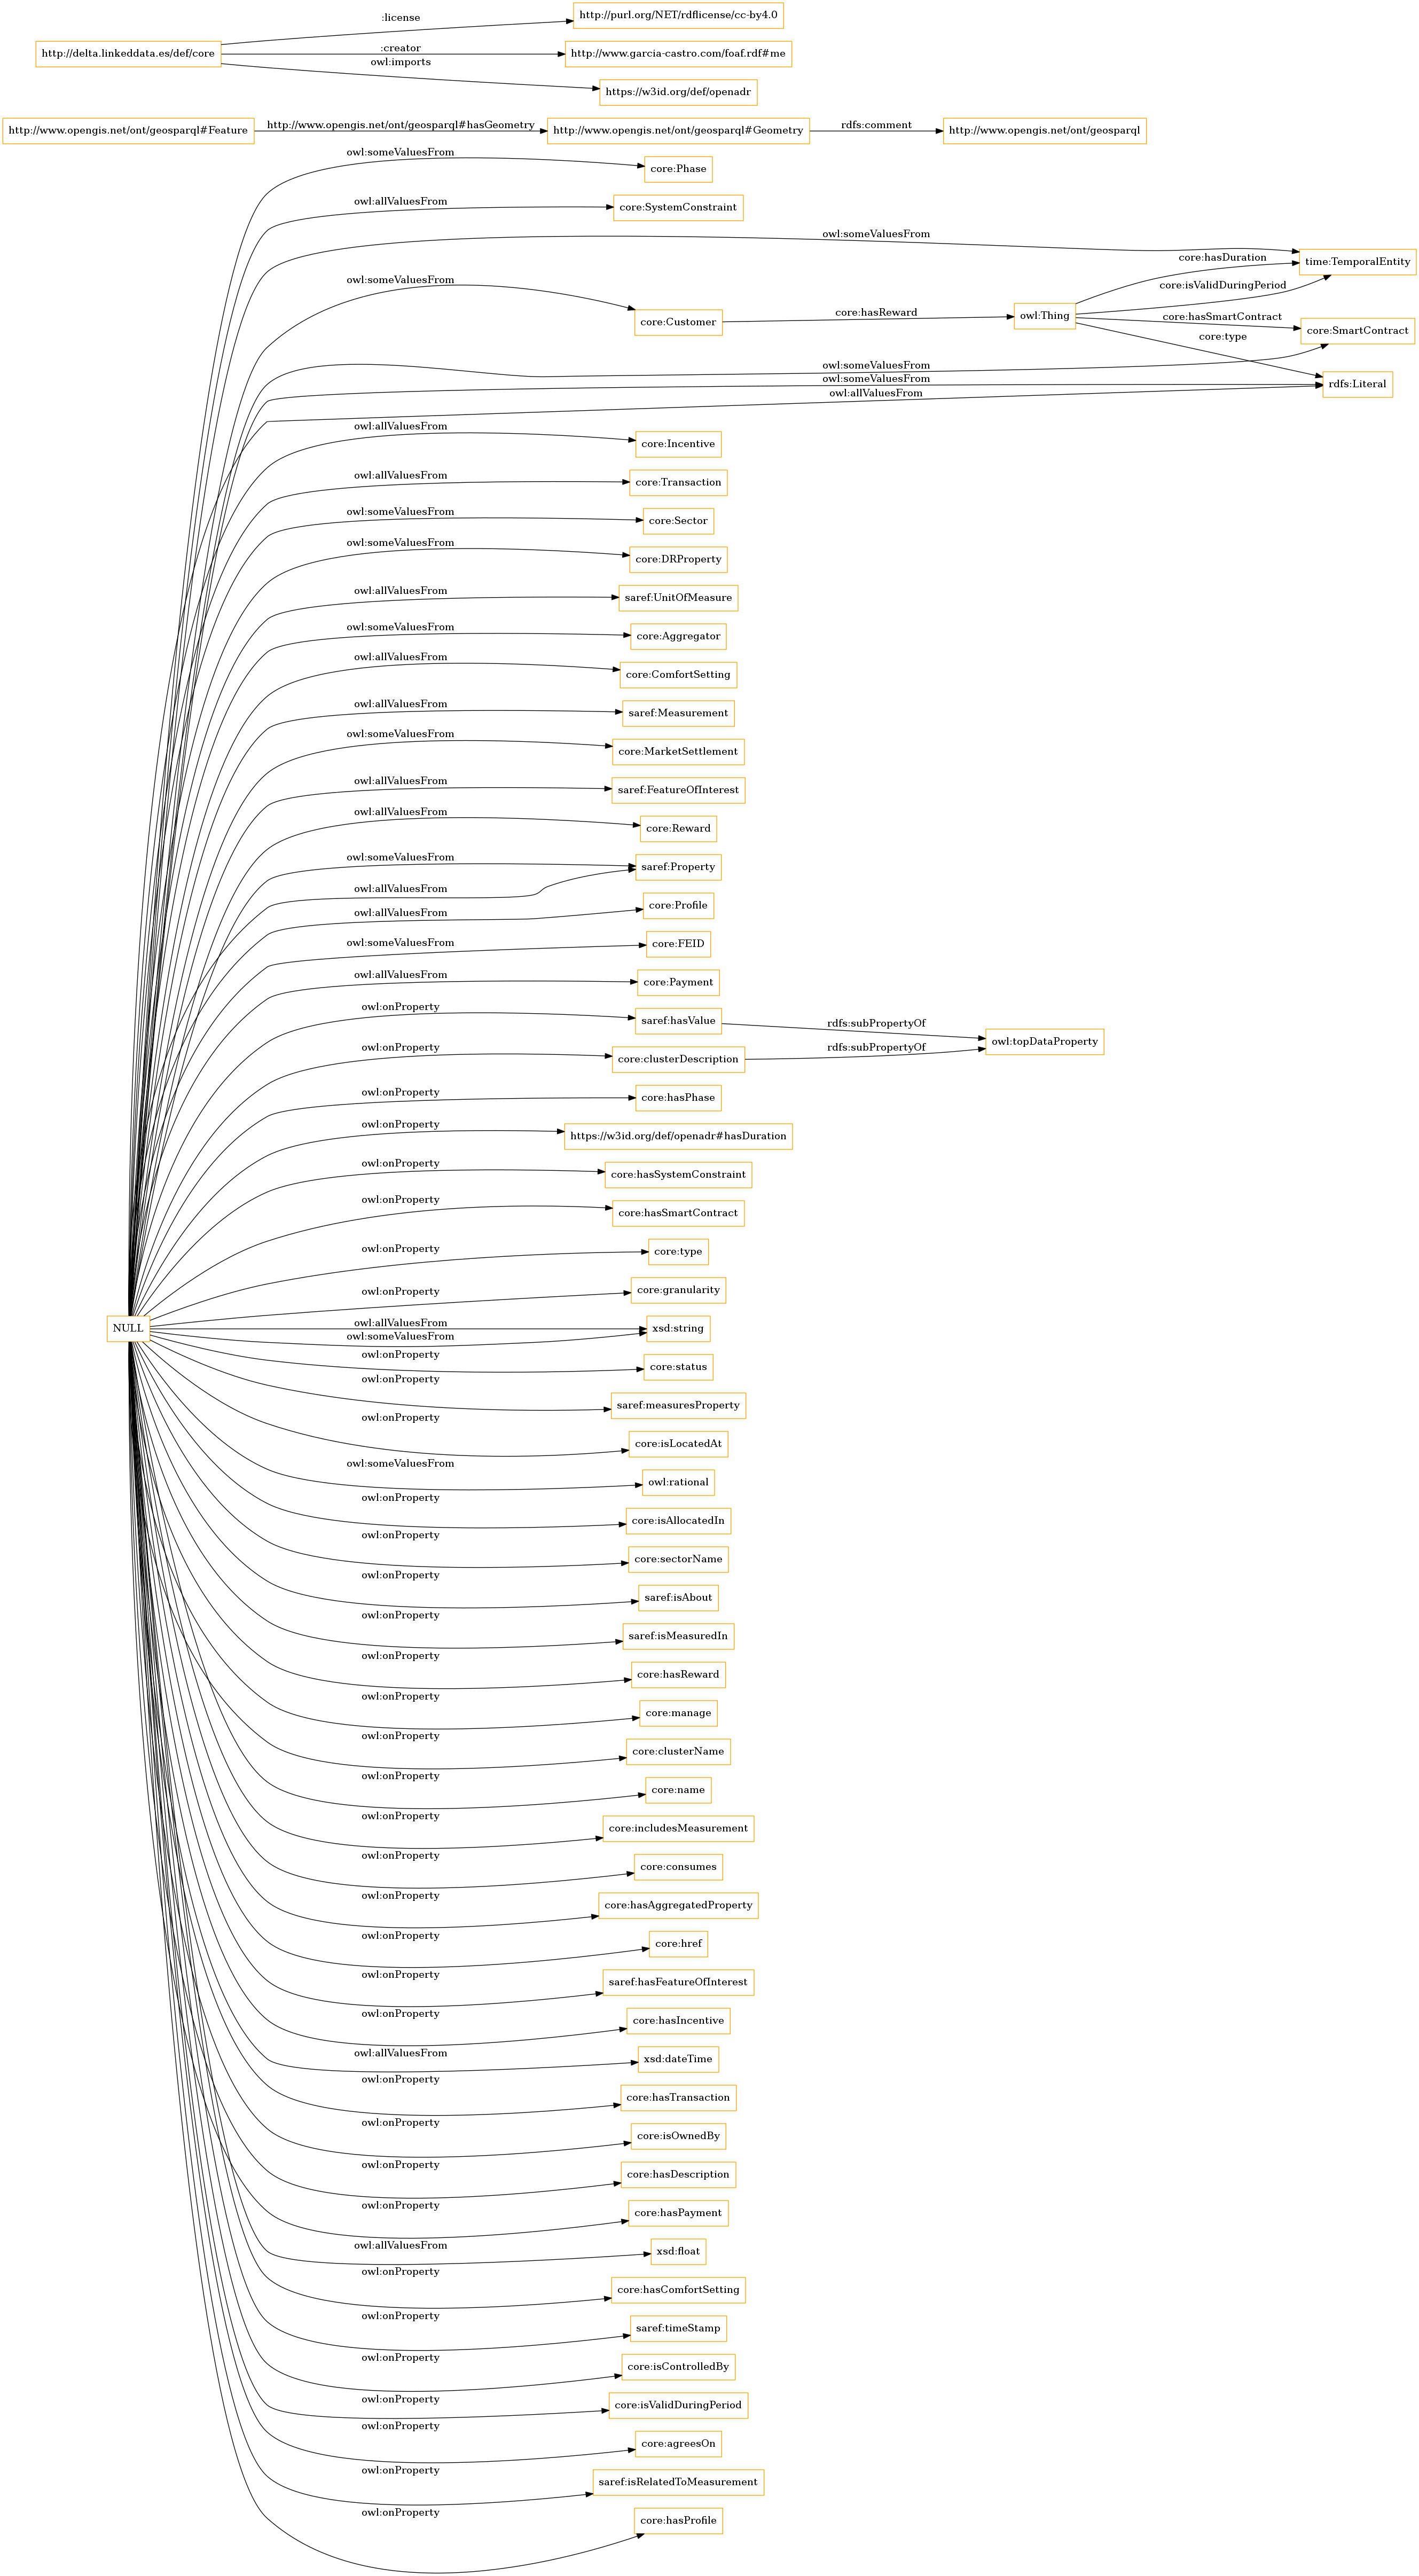 :license
http://purl.org/NET/rdflicense/cc-by4.0
http://delta.linkeddata.es/def/core
:creator
http://www.garcia-castro.com/foaf.rdf#me
owl:imports
https://w3id.org/def/openadr
http://www.opengis.net/ont/geosparql#Feature
http://www.opengis.net/ont/geosparql#hasGeometry
http://www.opengis.net/ont/geosparql#Geometry
rdfs:comment
http://www.opengis.net/ont/geosparql
owl:someValuesFrom
core:Phase
owl:allValuesFrom
core:SystemConstraint
owl:someValuesFrom
core:hasDuration
time:TemporalEntity
owl:someValuesFrom
core:isValidDuringPeriod
core:Customer
core:hasReward
owl:Thing
core:hasSmartContract
core:SmartContract
core:type
owl:someValuesFrom
owl:someValuesFrom
rdfs:Literal
owl:allValuesFrom
owl:allValuesFrom
core:Incentive
owl:allValuesFrom
core:Transaction
owl:someValuesFrom
core:Sector
owl:someValuesFrom
core:DRProperty
owl:allValuesFrom
saref:UnitOfMeasure
owl:someValuesFrom
core:Aggregator
owl:allValuesFrom
core:ComfortSetting
owl:allValuesFrom
saref:Measurement
owl:someValuesFrom
core:MarketSettlement
owl:allValuesFrom
saref:FeatureOfInterest
owl:allValuesFrom
core:Reward
owl:someValuesFrom
saref:Property
owl:allValuesFrom
owl:allValuesFrom
core:Profile
owl:someValuesFrom
core:FEID
owl:allValuesFrom
core:Payment
owl:onProperty
saref:hasValue
rdfs:subPropertyOf
owl:topDataProperty
owl:onProperty
core:clusterDescription
rdfs:subPropertyOf
owl:onProperty
core:hasPhase
owl:onProperty
https://w3id.org/def/openadr#hasDuration
owl:onProperty
core:hasSystemConstraint
owl:onProperty
core:hasSmartContract
owl:onProperty
core:type
owl:onProperty
core:granularity
NULL
owl:allValuesFrom
xsd:string
owl:someValuesFrom
owl:onProperty
core:status
owl:onProperty
saref:measuresProperty
owl:onProperty
core:isLocatedAt
owl:someValuesFrom
owl:rational
owl:onProperty
core:isAllocatedIn
owl:onProperty
core:sectorName
owl:onProperty
saref:isAbout
owl:onProperty
saref:isMeasuredIn
owl:onProperty
core:hasReward
owl:onProperty
core:manage
owl:onProperty
core:clusterName
owl:onProperty
core:name
owl:onProperty
core:includesMeasurement
owl:onProperty
core:consumes
owl:onProperty
core:hasAggregatedProperty
owl:onProperty
core:href
owl:onProperty
saref:hasFeatureOfInterest
owl:onProperty
core:hasIncentive
owl:allValuesFrom
xsd:dateTime
owl:onProperty
core:hasTransaction
owl:onProperty
core:isOwnedBy
owl:onProperty
core:hasDescription
owl:onProperty
core:hasPayment
owl:allValuesFrom
xsd:float
owl:onProperty
core:hasComfortSetting
owl:onProperty
saref:timeStamp
owl:onProperty
core:isControlledBy
owl:onProperty
core:isValidDuringPeriod
owl:onProperty
core:agreesOn
owl:onProperty
saref:isRelatedToMeasurement
owl:onProperty
core:hasProfile